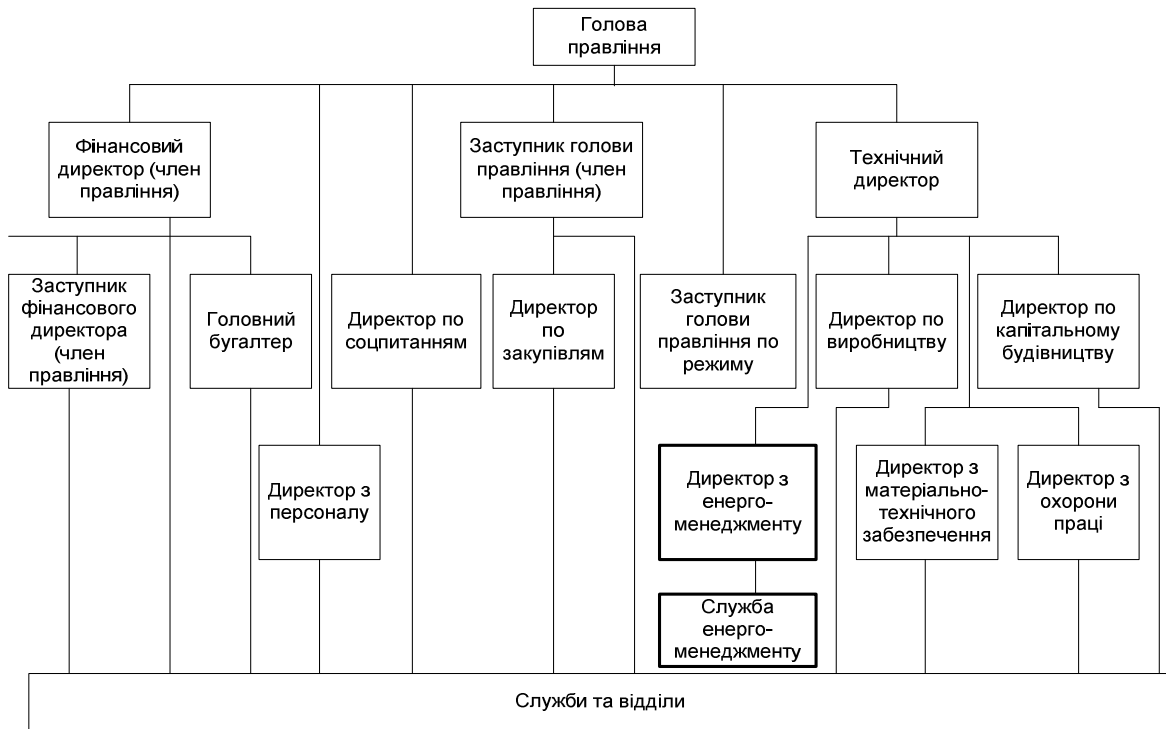 Голова
правління
Фінансовий
директор (член
правління)
Заступник голови
правління (член
правління)
Технічний
директор
Заступник
фінансового
директора
(член
правління)
Головний
бугалтер
Директор по
соцпитанням
Директор
по
закупівлям
Заступник
голови
правління по
режиму
Директор по
виробництву
Директор по
капітальному
будівництву
Директор з
персоналу
Директор з
енерго-
менеджменту
Директор з
матеріально-
технічного
забезпечення
Директор з
охорони
праці
Служба
енерго-
менеджменту
Служби та відділи